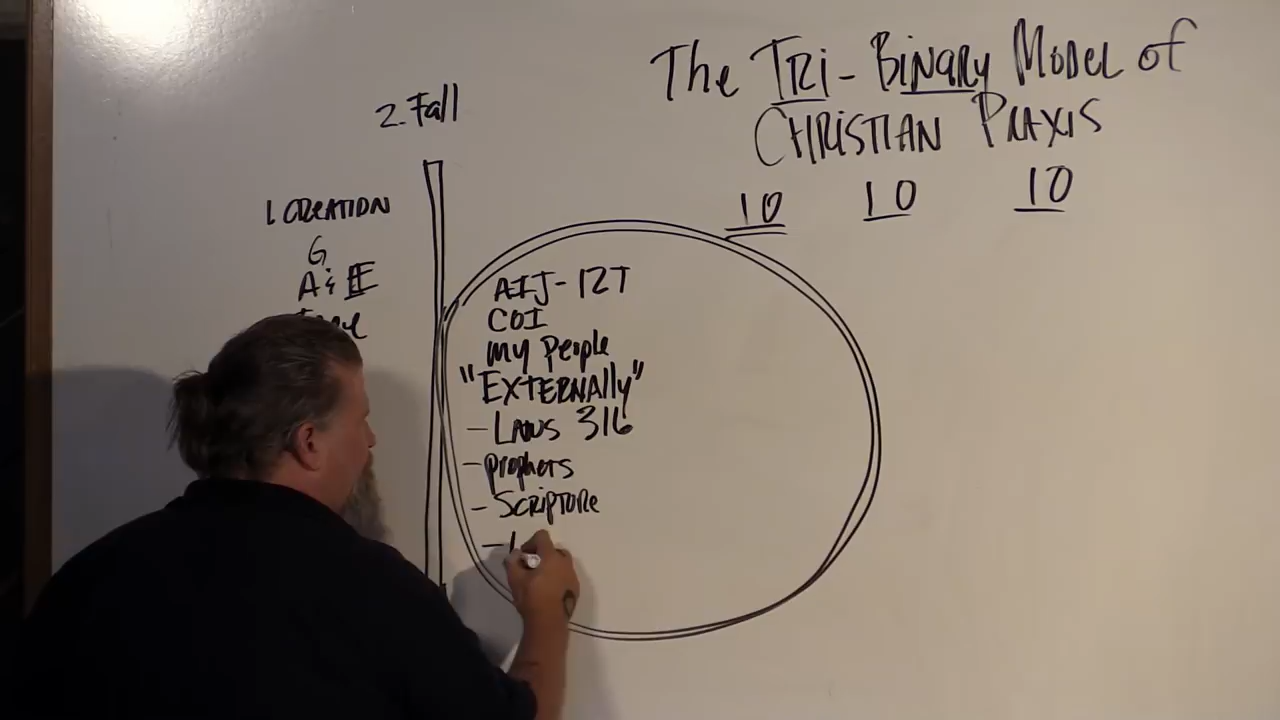 The Tri-Binary Model of
Christian Praxis
10 10 10
2. Fall
1 Creation
G
A & E
AIJ-12T
COI
My People
"Externally"
- Laws 316
- Prophets
- Scripture
-